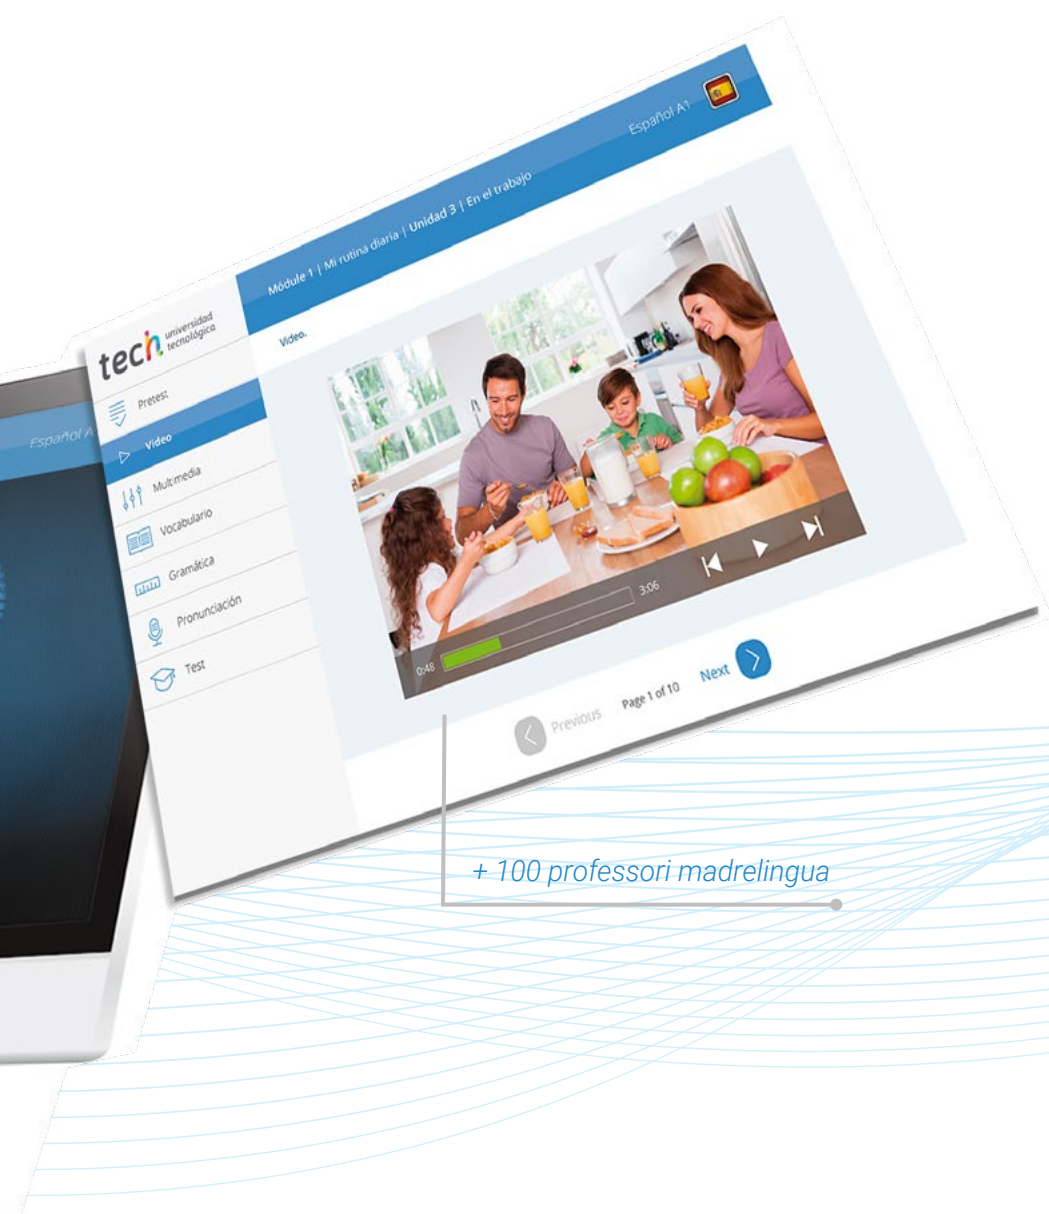 Español A1
Módule 1 | Mi rutina diaria | Unidad 3 | En el trabajo
tech universidad
tecnológica
Video.
Pretest
Video
Multimedia
Vocabulario
Gramática
Pronunciación
Test
0:48
3:06
Previous
Page 1 of 10
Next
Español A
+ 100 professori madrelingua